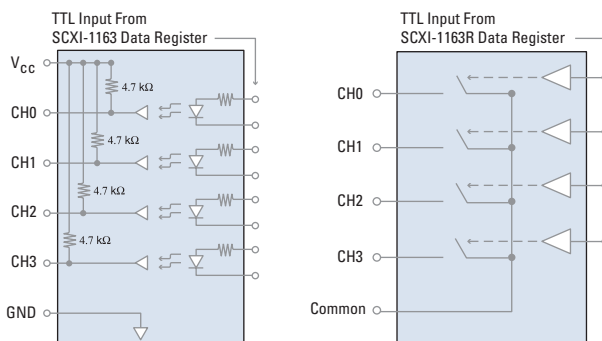 TTL Input From
SCXI-1163 Data Register
V CC
4.7 kΩ
CH0
4.7 kΩ
CH1
4.7 kΩ
CH2
4.7 kΩ
CH3
GND
TTL Input From
SCXI-1163R Data Register
CH0
CH1
CH2
CH3
Common